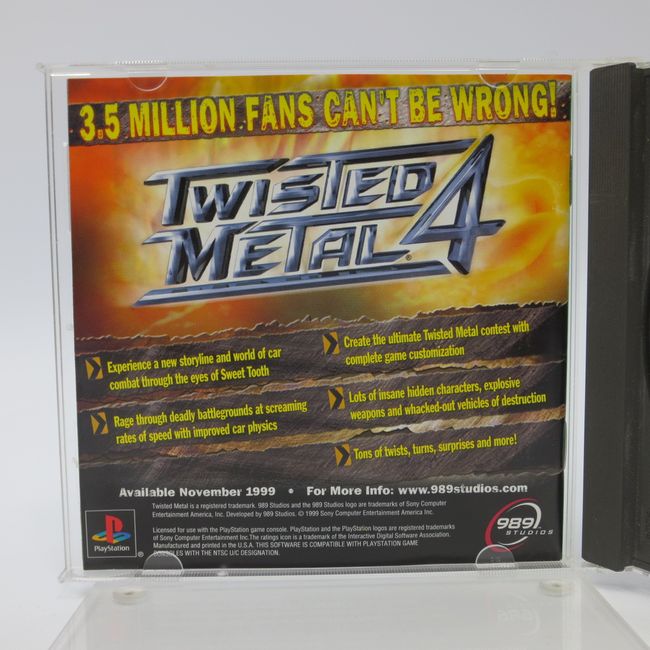 3.5 MILLION FANS CAN'T BE WRONG!
TWISTED
METAL® 4
Experience a new storyline and world of car
combat through the eyes of Sweet Tooth
Rage through deadly battlegrounds at screaming
rates of speed with improved car physics
Create the ultimate Twisted Metal contest with
complete game customization
Lots of insane hidden characters, explosive
weapons and whacked-out vehicles of destruction
Tons of twists, turns, surprises and more!
Available November 1999 • For More Info: www.989studios.com
Twisted Metal is a registered trademark. 989 Studios and the 989 Studios logo are trademarks of Sony Computer
Entertainment America, Inc. Developed by 989 Studios. © 1999 Sony Computer Entertainment America Inc.
Licensed for use with the PlayStation game console. PlayStation and the PlayStation logos are registered trademarks
of Sony Computer Entertainment Inc.The ratings icon is a trademark of the Interactive Digital Software Association.
Manufactured and printed in the U.S.A. THIS SOFTWARE IS COMPATIBLE WITH PLAYSTATION GAME
CONSOLES WITH THE NTSC U/C DESIGNATION.
PlayStation ®
989
STUDIOS